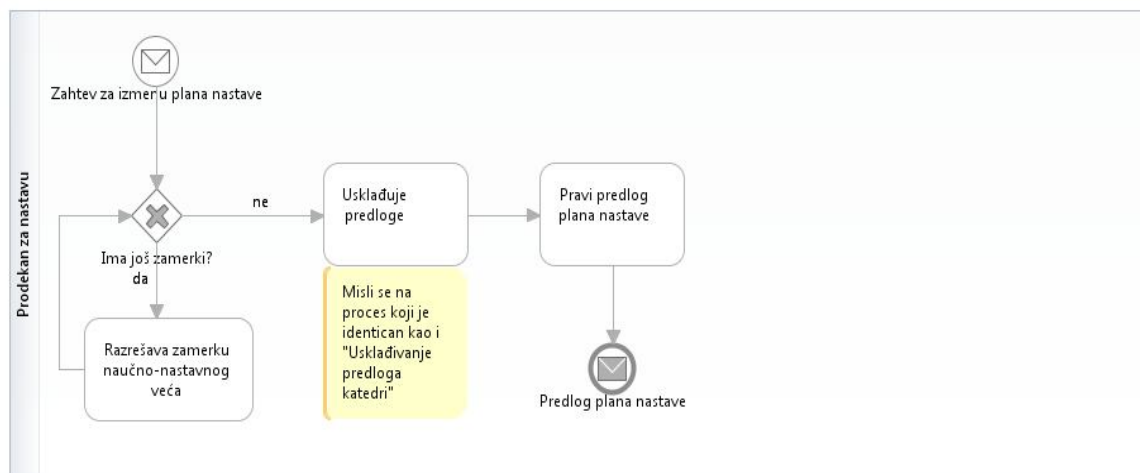 Prodekan za nastavu
Zahtev za izmenu plana nastave
Ima još zamerki?
da
ne
Razrešava zamerku
naučno-nastavnog
veća
Usklađuje
predloge
Misli se na
proces koji je
identican kao i
"Usklađivanje
predloga
katedri"
Pravi predlog
plana nastave
Predlog plana nastave